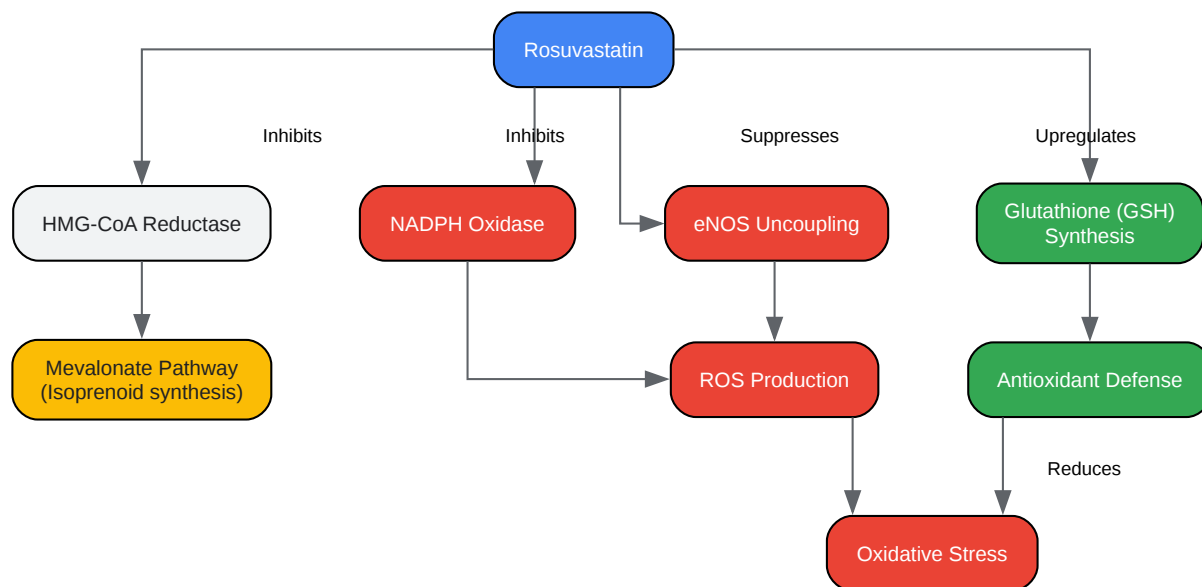 Rosuvastatin
Inhibits
Inhibits
Suppresses
Upregulates
HMG-CoA Reductase
NADPH Oxidase
eNOS Uncoupling
Glutathione (GSH)
Synthesis
Mevalonate Pathway
(Isoprenoid synthesis)
ROS Production
Antioxidant Defense
Reduces
Oxidative Stress